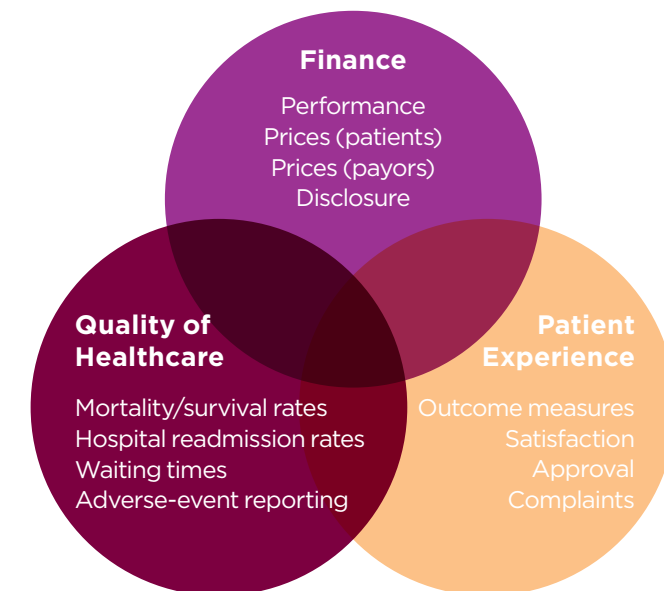 Finance
Performance
Prices (patients)
Prices (payors)
Disclosure
Quality of
Healthcare
Mortality/survival rates
Hospital readmission rates
Waiting times
Adverse-event reporting
Patient
Experience
Outcome measures
Satisfaction
Approval
Complaints